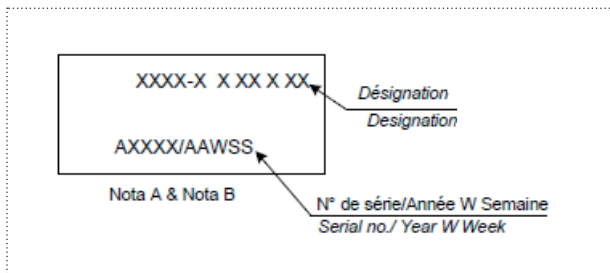 XXXX-X X XX X XX
Désignation
Designation
AXXXX/AAWSS
Nota A & Nota B
N° de série/Année W Semaine
Serial no./ Year W Week